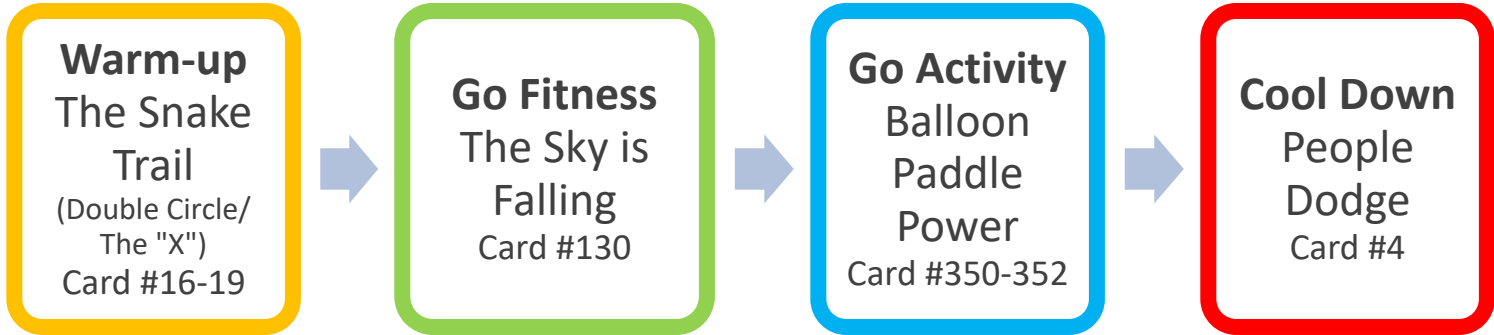 Warm-up
The Snake
Trail
(Double Circle/
The "X")
Card #16-19
Go Fitness
The Sky is
Falling
Card #130
Go Activity
Balloon
Paddle
Power
Card #350-352
Cool Down
People
Dodge
Card #4